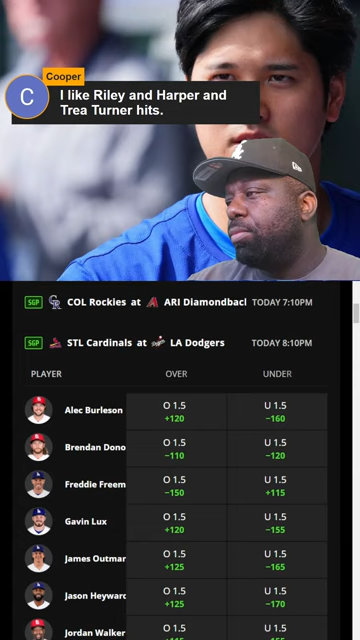 Cooper
C
I like Riley and Harper and
Trea Turner hits.
LA
SGP COL Rockies at ARI Diamondbacl TODAY 7:10PM
SGP STL Cardinals at LA Dodgers TODAY 8:10PM
PLAYER OVER UNDER
Alec Burleson O 1.5 U 1.5
+120 −160
Brendan Dono O 1.5 U 1.5
−110 −120
Freddie Freem O 1.5 U 1.5
−150 +115
Gavin Lux O 1.5 U 1.5
+120 −155
James Outmar O 1.5 U 1.5
+125 −165
Jason Heyward O 1.5 U 1.5
+125 −170
Jordan Walker O 1.5 U 1.5